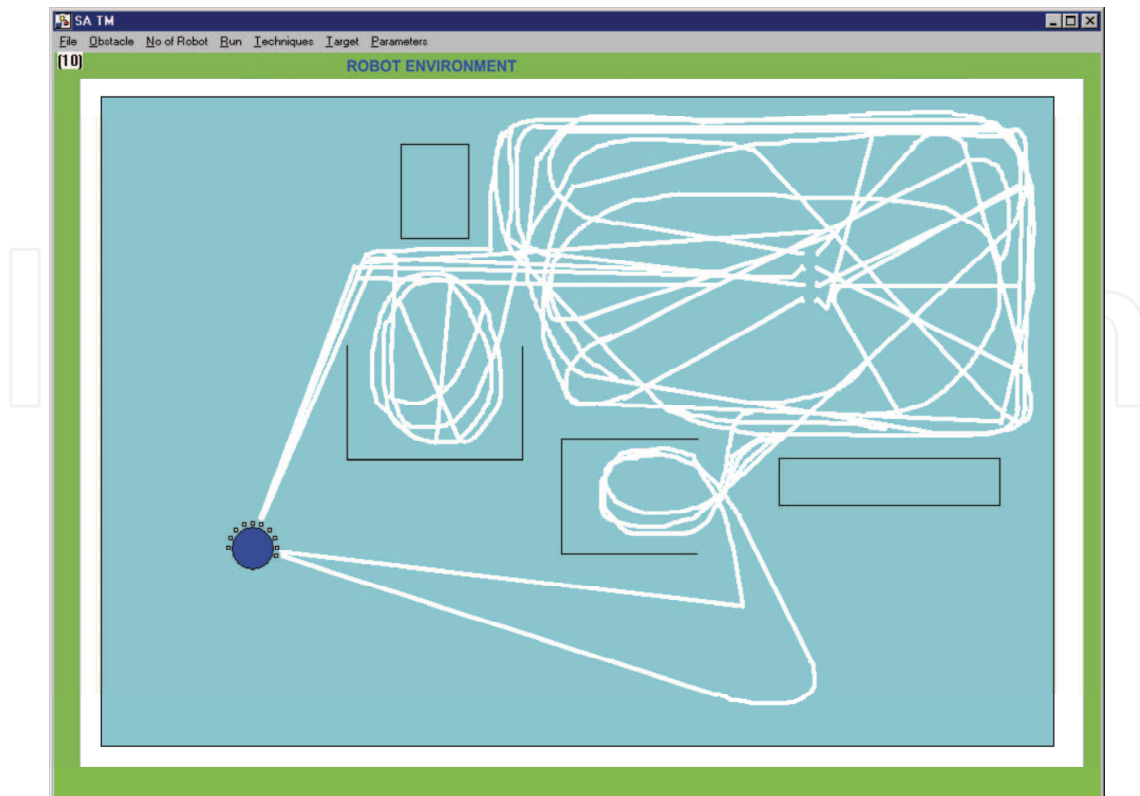 SA TM
File Obstacle No of Robot Run Techniques Target Parameters
(10)
ROBOT ENVIRONMENT